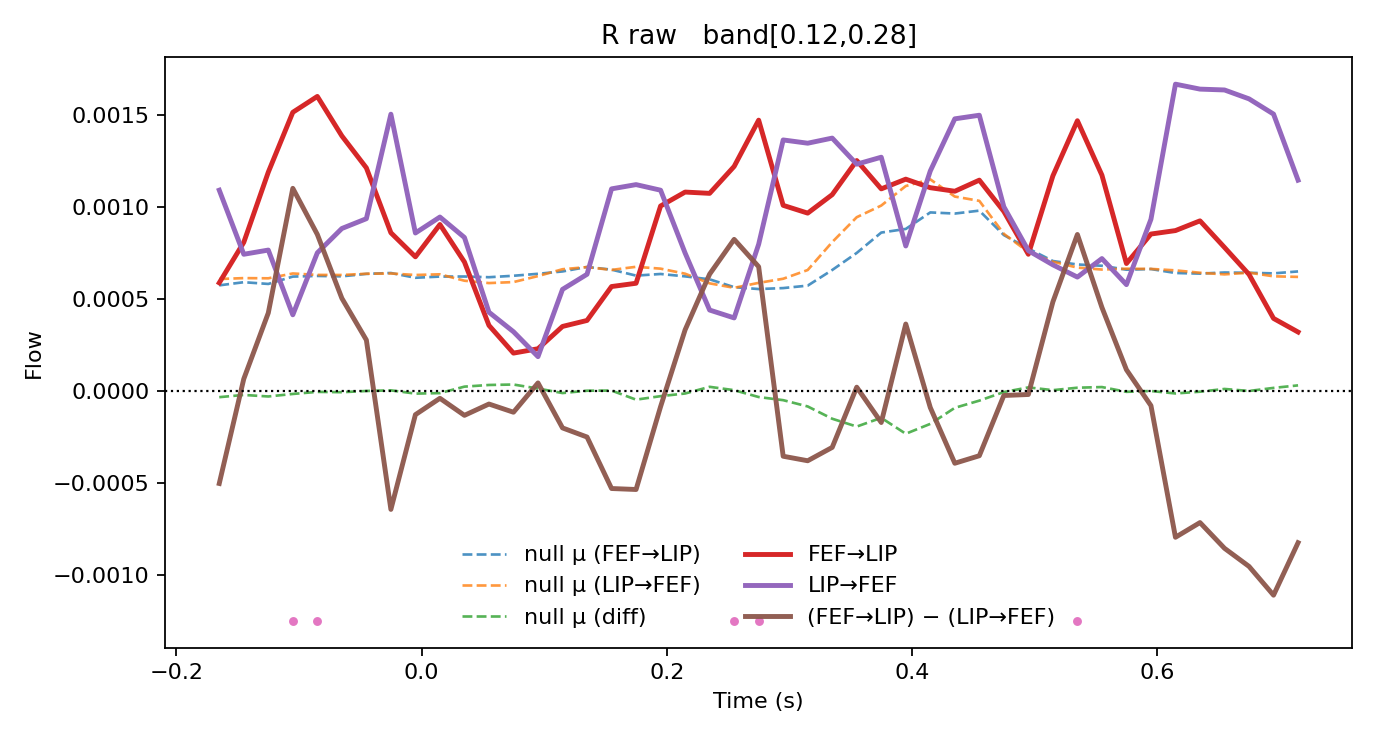 R raw   band[0.12,0.28]
0.0015
0.0010
0.0005
0.0000
−0.0005
−0.0010
Flow
null μ (FEF→LIP)
null μ (LIP→FEF)
null μ (diff)
FEF→LIP
LIP→FEF
(FEF→LIP) − (LIP→FEF)
−0.2
0.0
0.2
0.4
0.6
Time (s)